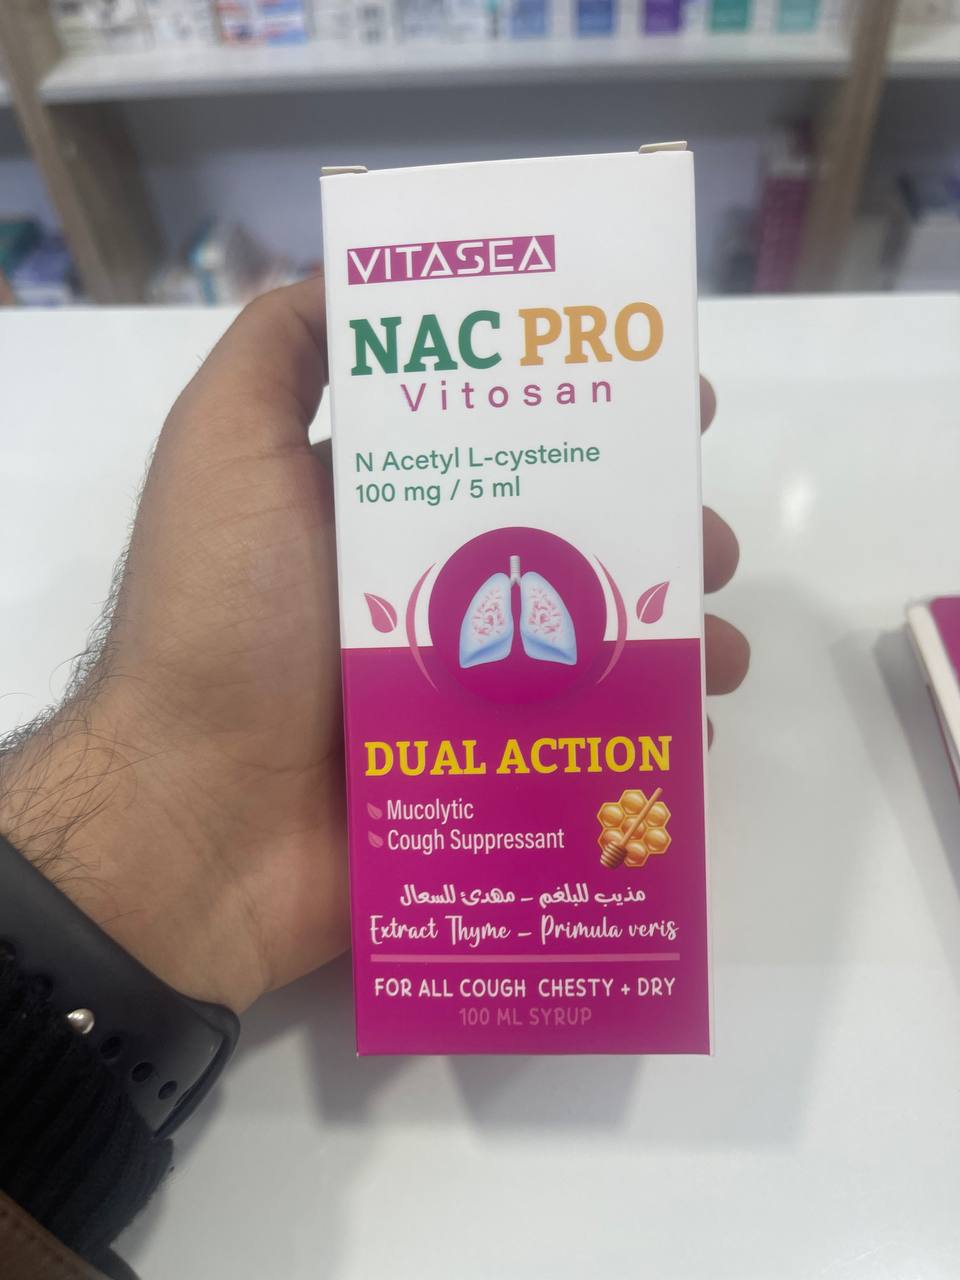 VITASEA
NAC PRO
Vitosan
N Acetyl L-cysteine
100 mg / 5 ml
DUAL ACTION
Mucolytic
Cough Suppressant
مذيب للبلغم - مهدئ للسعال
Extract Thyme - Primula veris
FOR ALL COUGH CHESTY + DRY
100 ML SYRUP